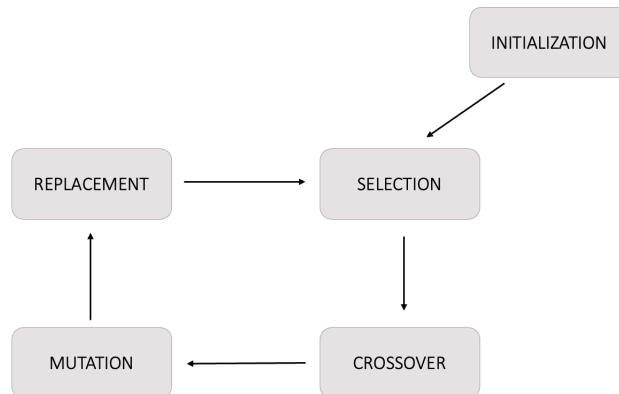 INITIALIZATION
REPLACEMENT
SELECTION
MUTATION
CROSSOVER